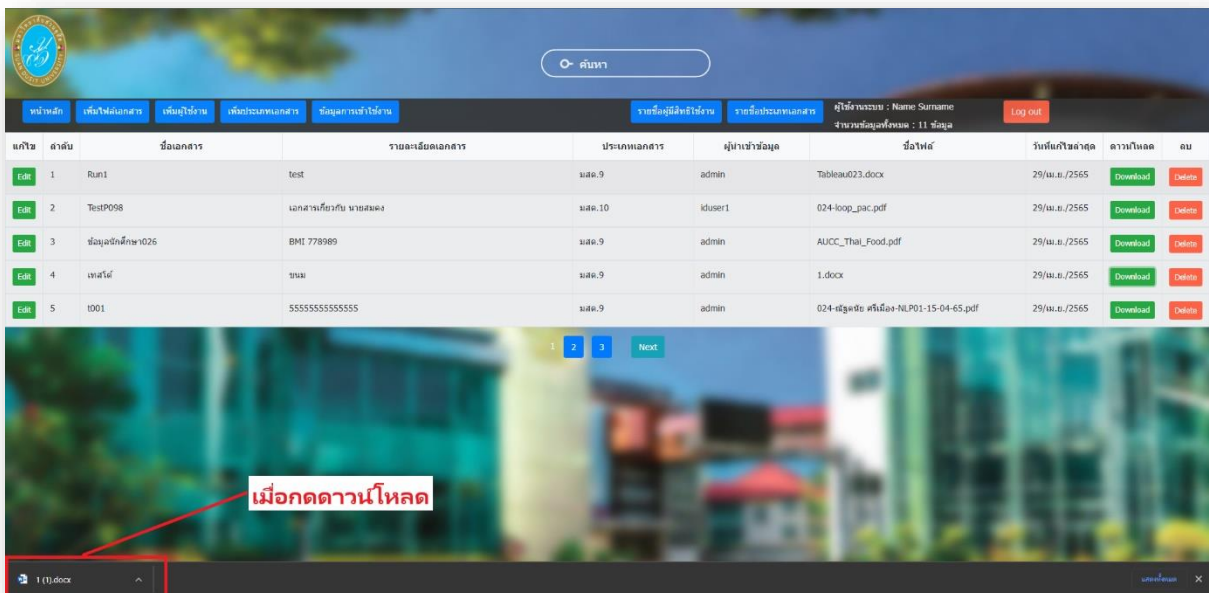 ค้นหา
หน้าหลัก เพิ่มไฟล์เอกสาร เพิ่มผู้ใช้งาน เพิ่มประเภทเอกสาร ข้อมูลการเข้าใช้งาน รายชื่อผู้มีสิทธิใช้งาน รายชื่อประเภทเอกสาร ผู้ใช้งานระบบ : Name Surname Log out
จำนวนข้อมูลทั้งหมด : 11 ข้อมูล
แก้ไข ลำดับ ชื่อเอกสาร รายละเอียดเอกสาร ประเภทเอกสาร ผู้นำเข้าข้อมูล ชื่อไฟล์ วันที่แก้ไขล่าสุด ดาวน์โหลด ลบ
Edit 1 Run1 test มสด.9 admin Tableau023.docx 29/เม.ย./2565 Download Delete
Edit 2 TestP098 เอกสารเกี่ยวกับ นายสมคง มสด.10 iduser1 024-loop_pac.pdf 29/เม.ย./2565 Download Delete
Edit 3 ข้อมูลนักศึกษา026 BMI 778989 มสด.9 admin AUCC_Thai_Food.pdf 29/เม.ย./2565 Download Delete
Edit 4 เทสโต้ ขนม มสด.9 admin 1.docx 29/เม.ย./2565 Download Delete
Edit 5 t001 55555555555555 มสด.9 admin 024-ณัฐดนัย ศรีเมือง-NLP01-15-04-65.pdf 29/เม.ย./2565 Download Delete
1 2 3 Next
เมื่อกดดาวน์โหลด
1 (1).docx แสดงทั้งหมด